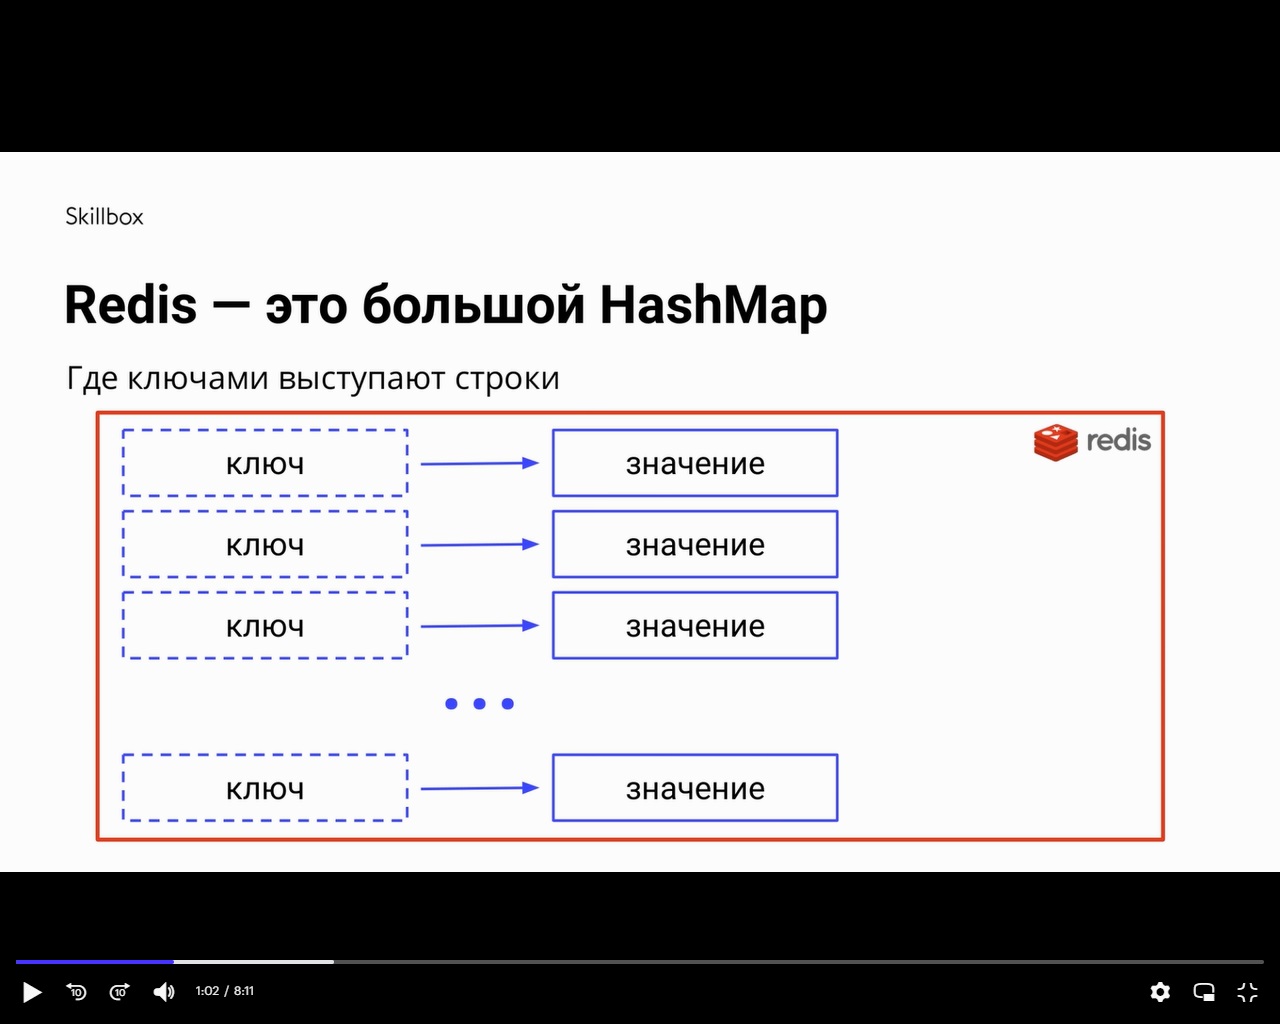 Skillbox
Redis — это большой HashMap
Где ключами выступают строки
redis
ключ значение
ключ значение
ключ значение
ключ значение
10 10 1:02 / 8:11